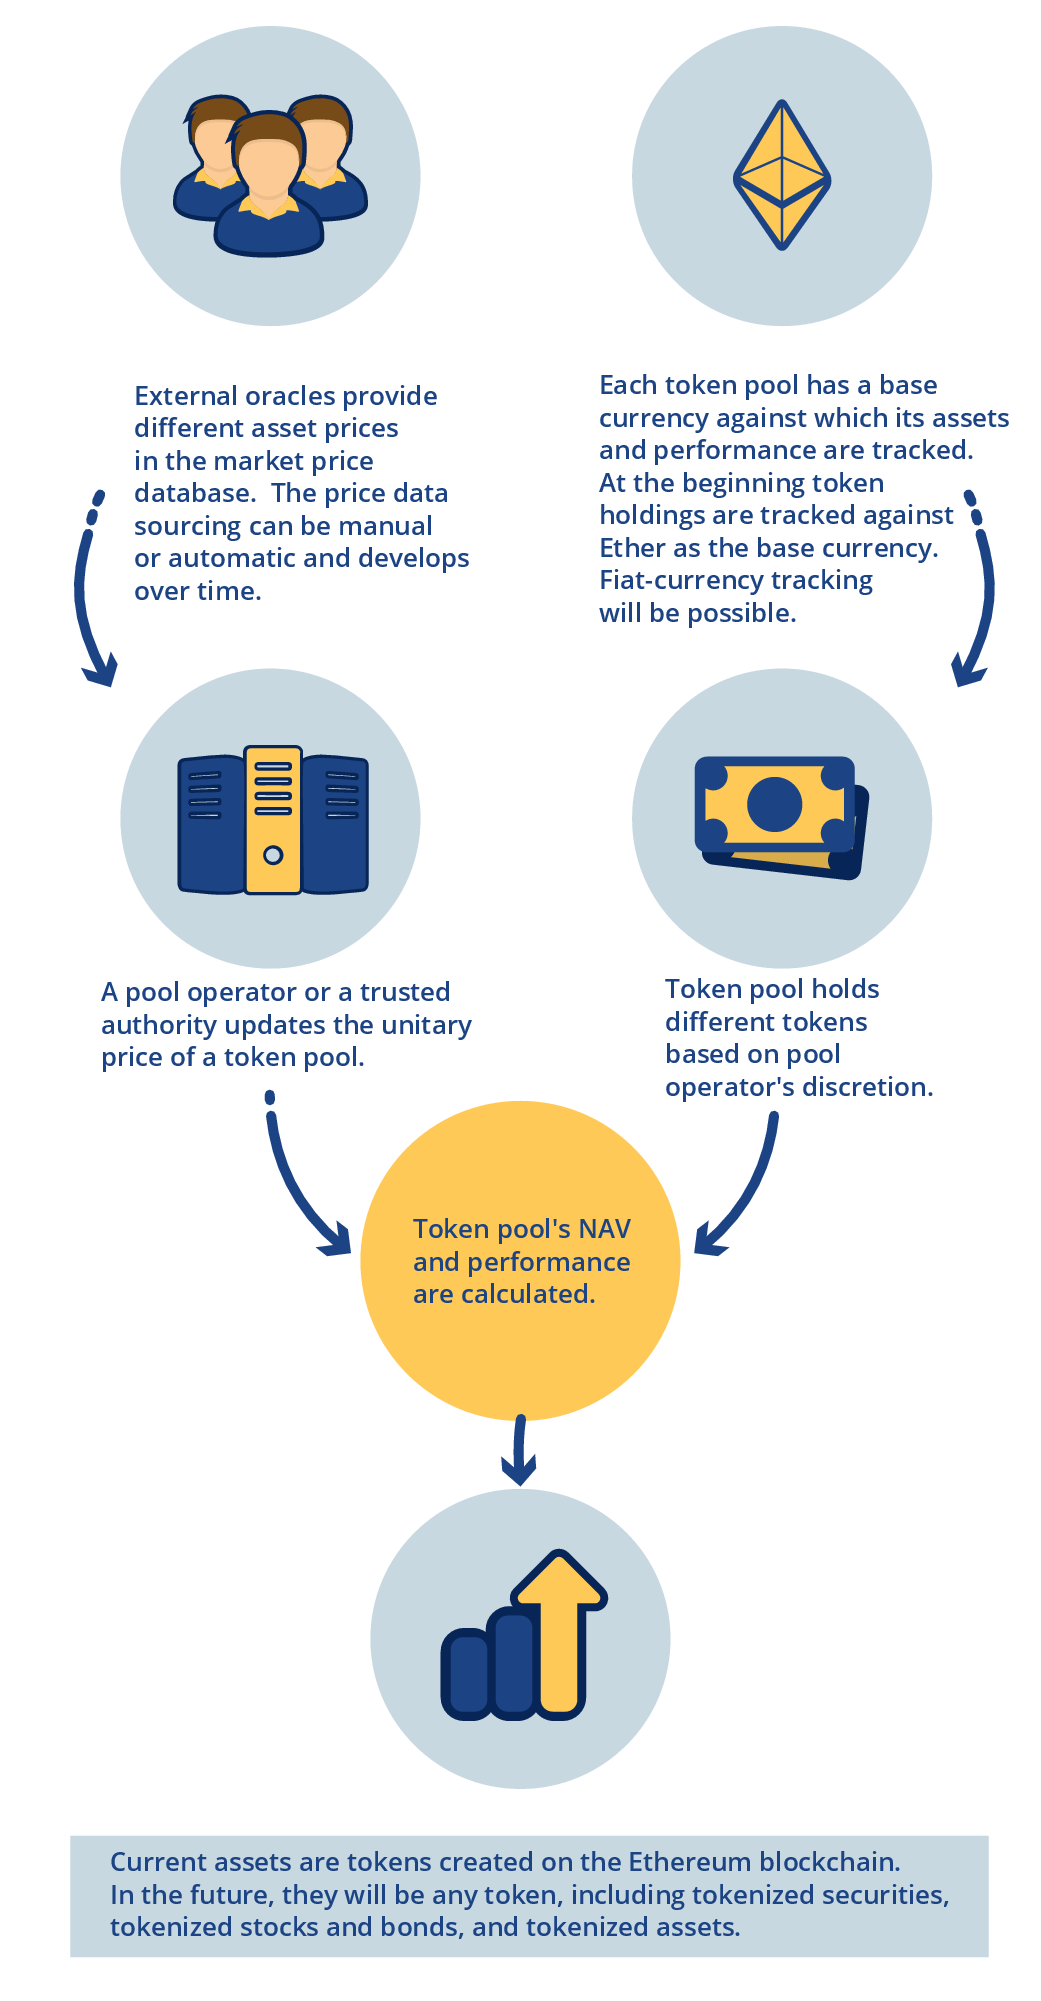 External oracles provide
different asset prices
in the market price
database.  The price data
sourcing can be manual
or automatic and develops
over time.
Each token pool has a base
currency against which its assets
and performance are tracked.
At the beginning token
holdings are tracked against
Ether as the base currency.
Fiat-currency tracking
will be possible.
A pool operator or a trusted
authority updates the unitary
price of a token pool.
Token pool holds
different tokens
based on pool
operator's discretion.
Token pool's NAV
and performance
are calculated.
Current assets are tokens created on the Ethereum blockchain.
In the future, they will be any token, including tokenized securities,
tokenized stocks and bonds, and tokenized assets.